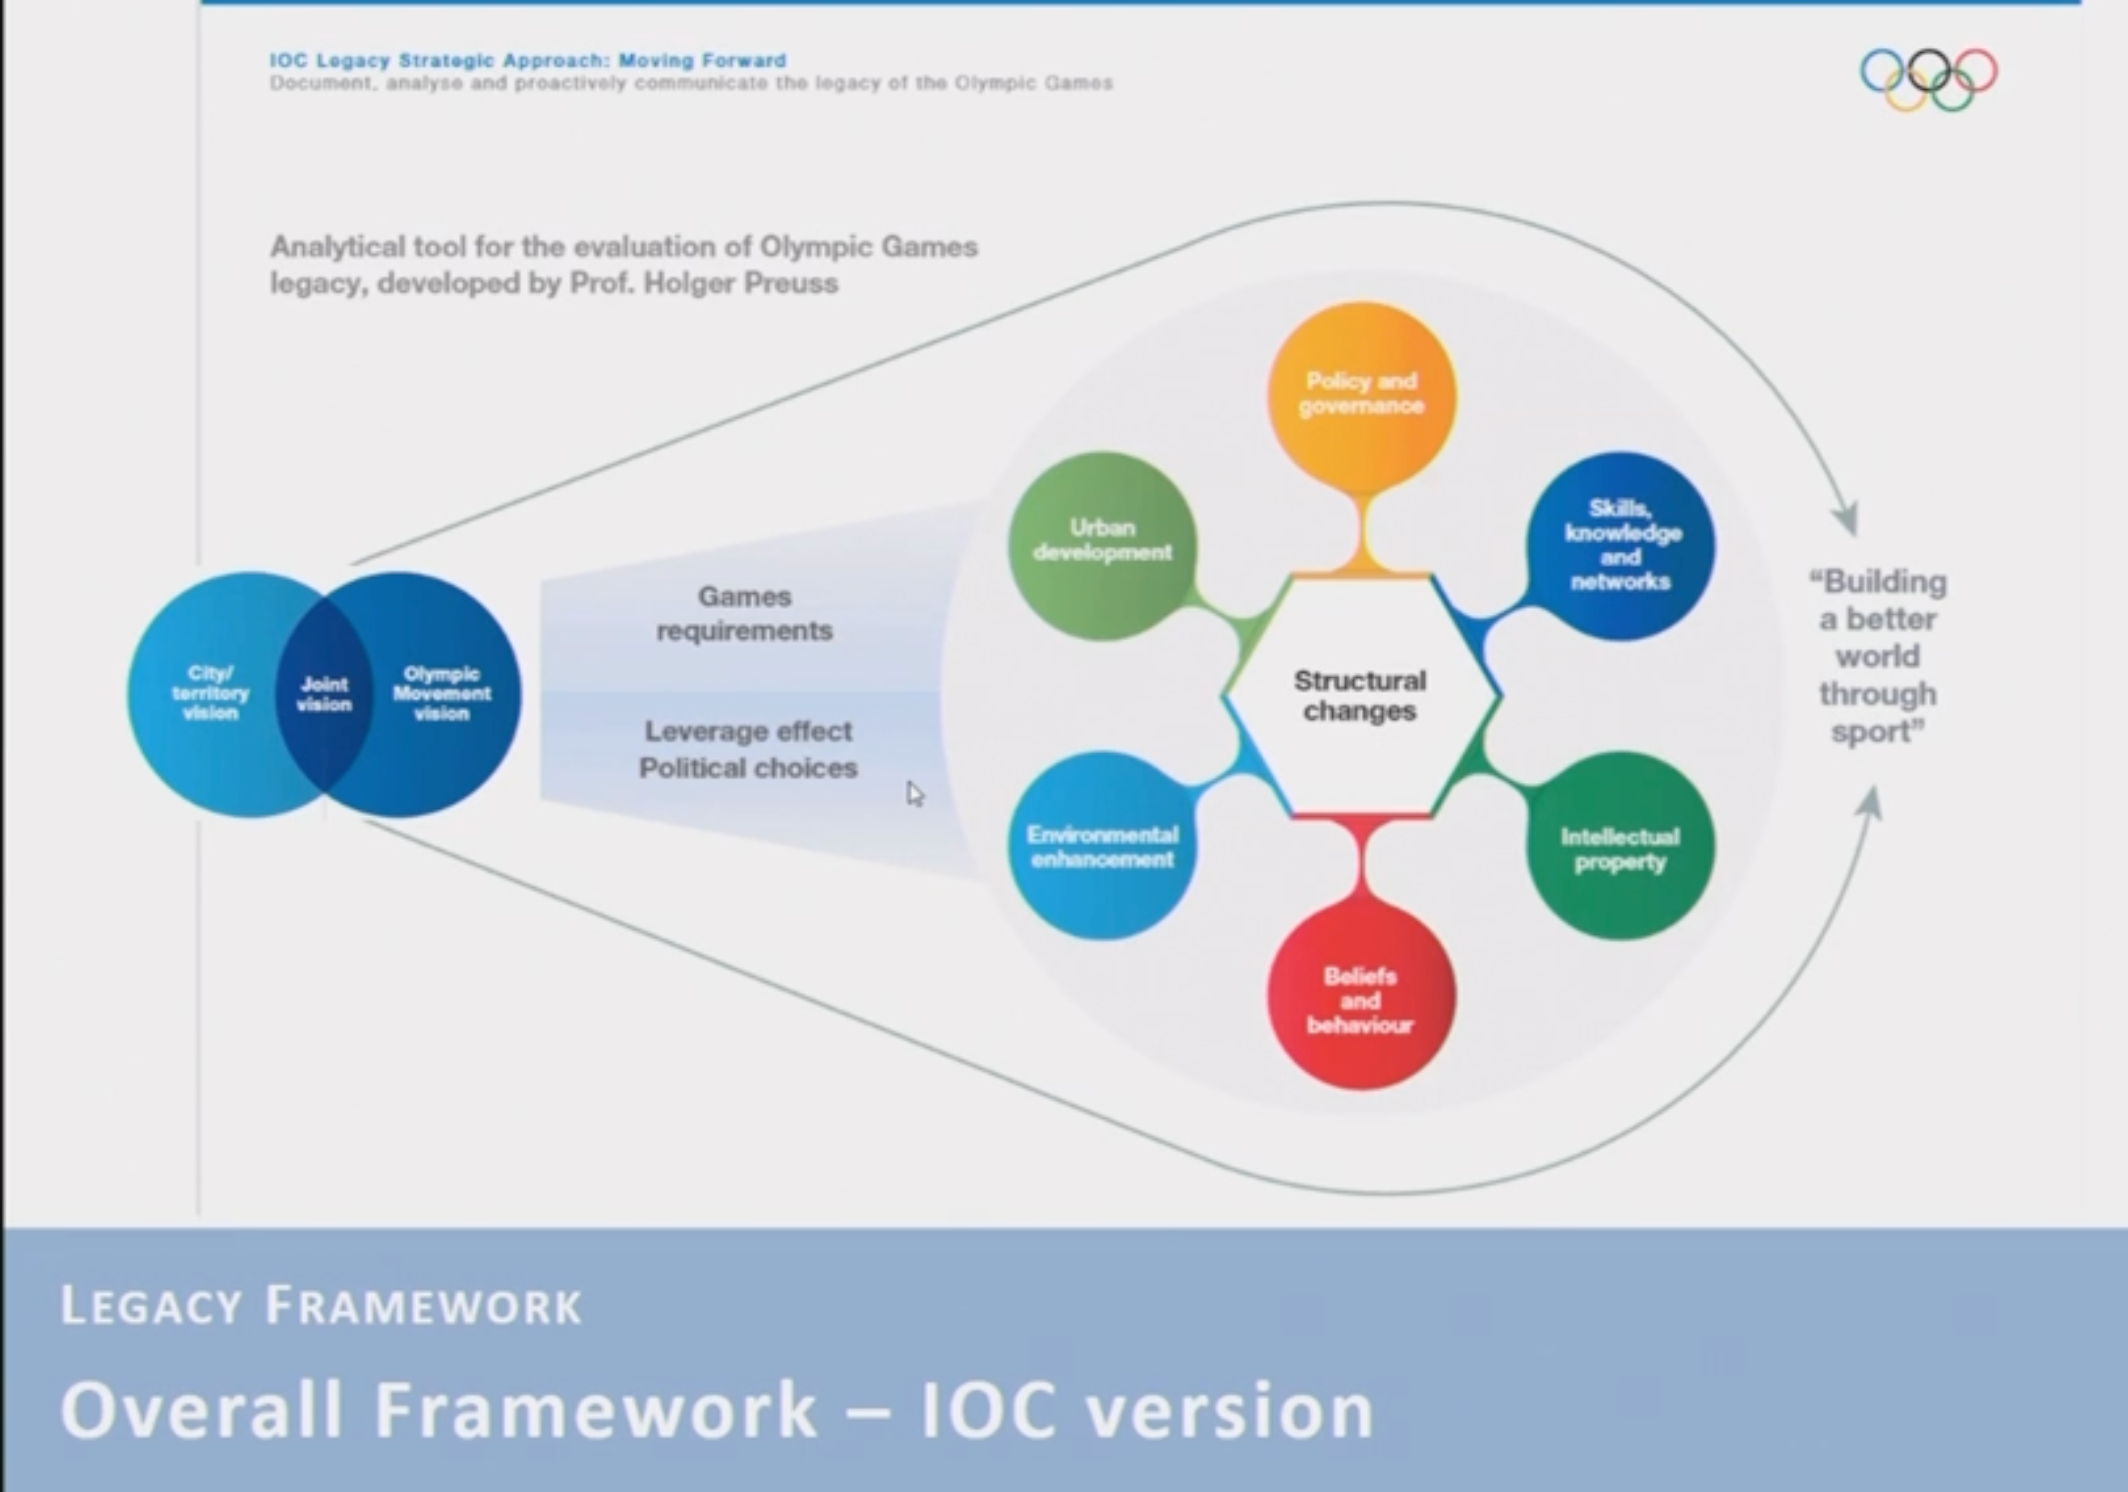 IOC Legacy Strategic Approach: Moving Forward
Document, analyse and proactively communicate the legacy of the Olympic Games
Analytical tool for the evaluation of Olympic Games
legacy, developed by Prof. Holger Preuss
City/
territory
vision
Joint
vision
Olympic
Movement
vision
Games
requirements
Leverage effect
Political choices
Policy and
governance
Urban
development
Skills,
knowledge
and
networks
Structural
changes
Environmental
enhancement
Intellectual
property
Beliefs
and
behaviour
“Building
a better
world
through
sport”
LEGACY FRAMEWORK
Overall Framework – IOC version